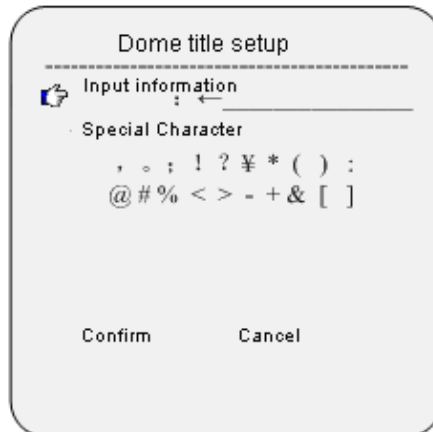 Dome title setup
Input information
: ←
Special Character
, 。 ; ! ? ¥ * ( ) :
@ # % < > - + & [ ]
Confirm Cancel